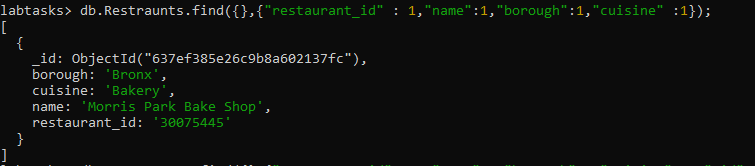 labtasks> db.Restraunts.find({},{"restaurant_id" : 1,"name":1,"borough":1,"cuisine" :1});
[
  {
    _id: ObjectId("637ef385e26c9b8a602137fc"),
    borough: 'Bronx',
    cuisine: 'Bakery',
    name: 'Morris Park Bake Shop',
    restaurant_id: '30075445'
  }
]